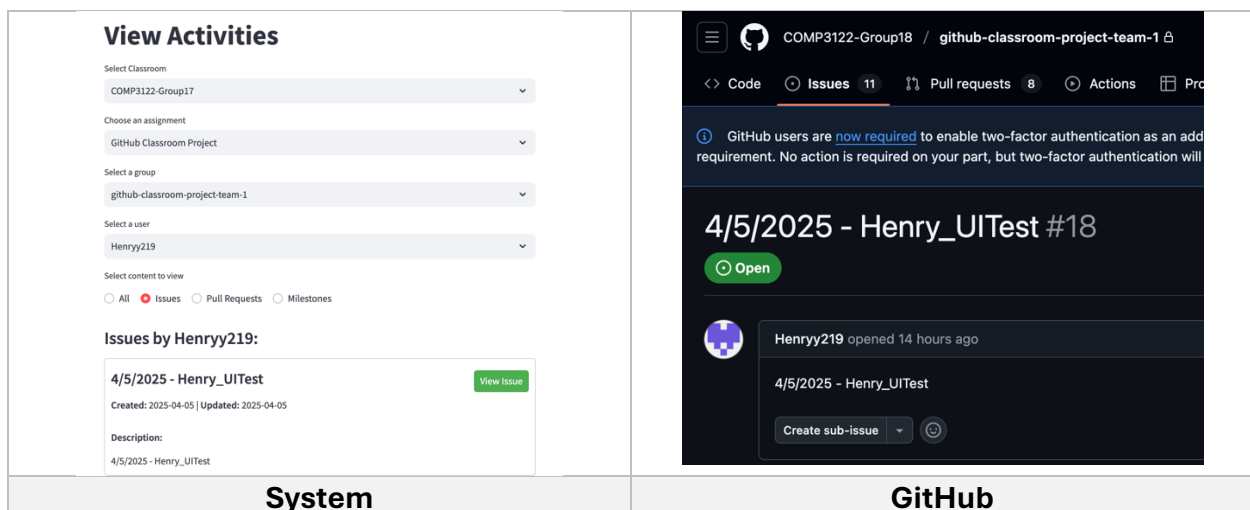 View Activities
Select Classroom
COMP3122-Group17
Choose an assignment
GitHub Classroom Project
Select a group
github-classroom-project-team-1
Select a user
Henryy219
Select content to view
All Issues Pull Requests Milestones
Issues by Henryy219:
4/5/2025 - Henry_UITest
View Issue
Created: 2025-04-05 | Updated: 2025-04-05
Description:
4/5/2025 - Henry_UITest
System
COMP3122-Group18 / github-classroom-project-team-1
<> Code Issues 11 Pull requests 8 Actions Pro
GitHub users are now required to enable two-factor authentication as an add
requirement. No action is required on your part, but two-factor authentication will
4/5/2025 - Henry_UITest #18
Open
Henryy219 opened 14 hours ago
4/5/2025 - Henry_UITest
Create sub-issue
GitHub